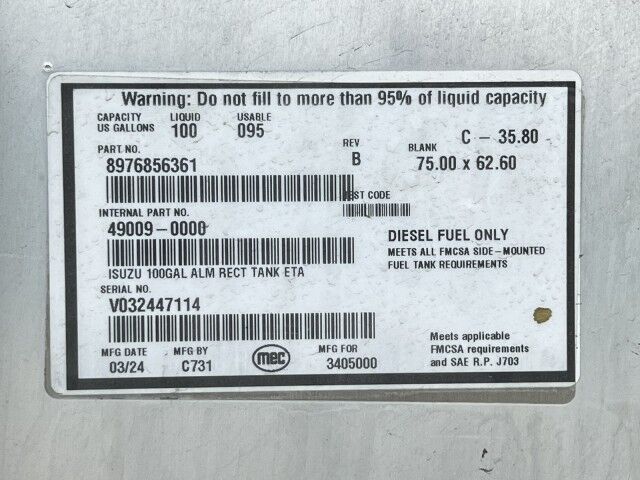 Warning: Do not fill to more than 95% of liquid capacity
CAPACITY LIQUID USABLE
US GALLONS 100 095
C - 35.80
PART NO. REV BLANK
8976856361 B 75.00 x 62.60
TEST CODE
INTERNAL PART NO.
49009-0000
DIESEL FUEL ONLY
MEETS ALL FMCSA SIDE-MOUNTED
FUEL TANK REQUIREMENTS
ISUZU 100GAL ALM RECT TANK ETA
SERIAL NO.
V032447114
MFG DATE MFG BY mec MFG FOR
03/24 C731 3405000
Meets applicable
FMCSA requirements
and SAE R.P. J703